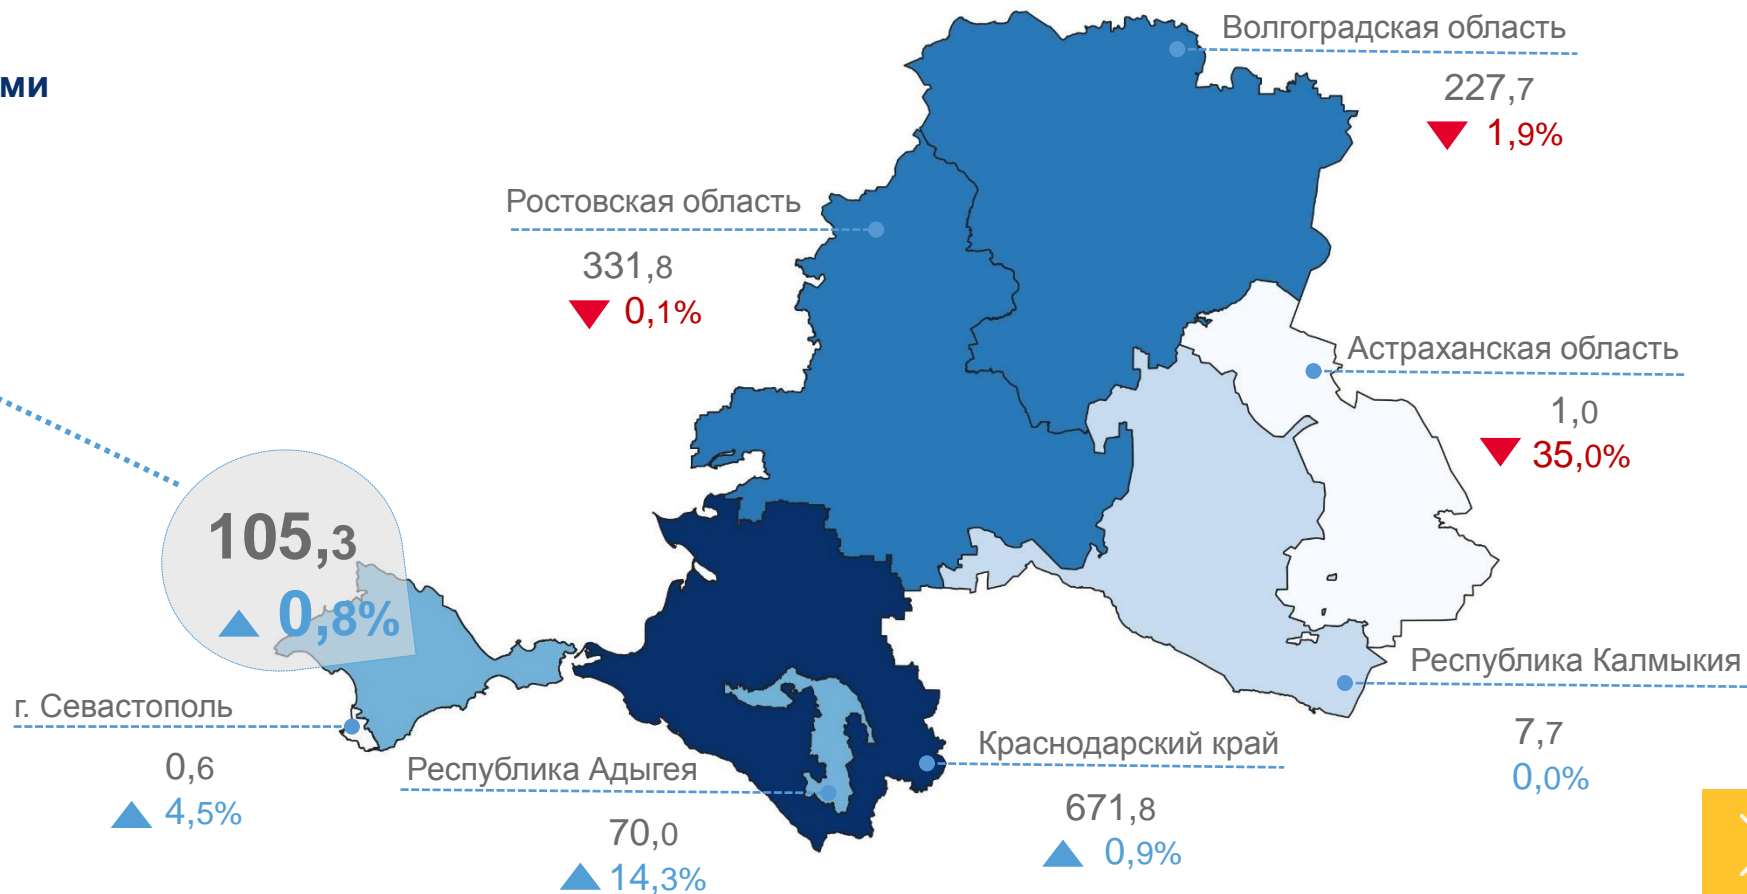 Волгоградская область
ми
227,7
1,9%
Ростовская область
331,8
0,1%
Астраханская область
1,0
35,0%
105,3
0,8%
Республика Калмыкия
7,7
0,0%
г. Севастополь
0,6
4,5%
Республика Адыгея
70,0
14,3%
Краснодарский край
671,8
0,9%